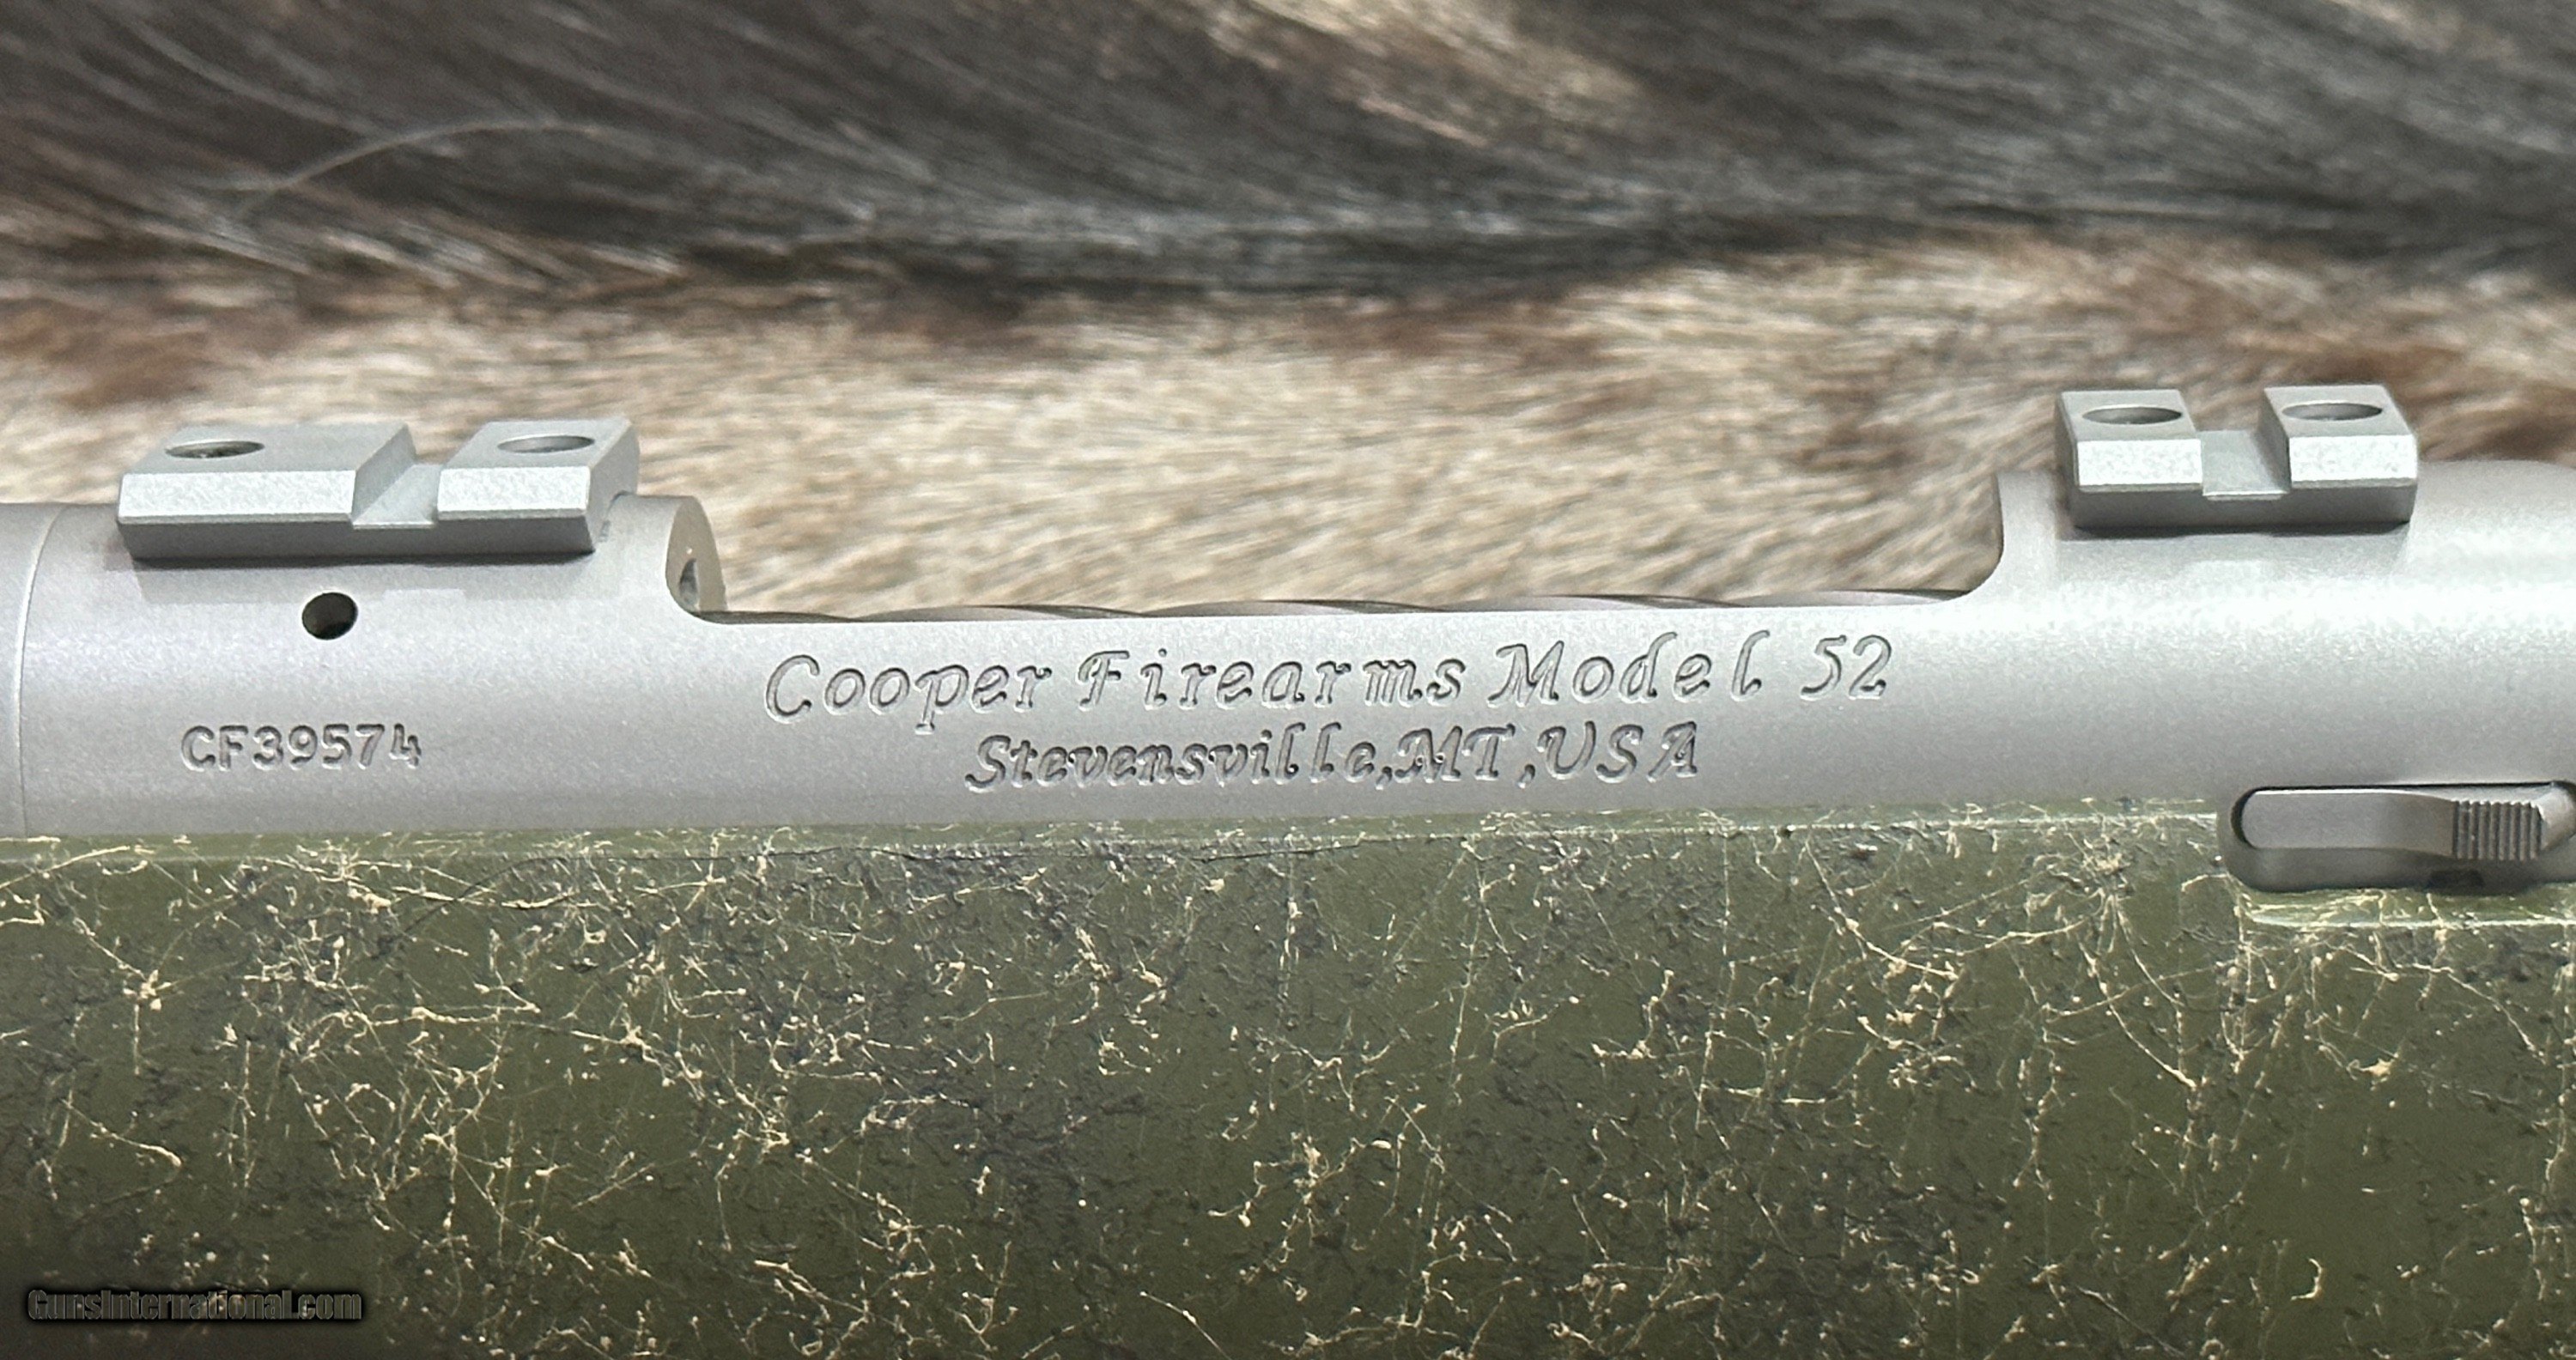 Cooper Firearms Model 52
Stevensville,MT,USA
CF39574
GunsInternational.com